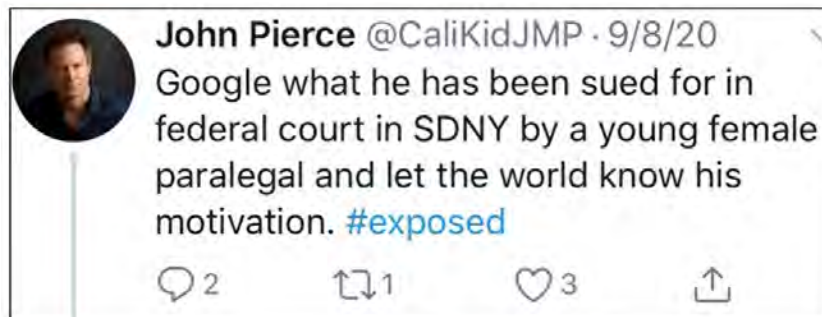 John Pierce @CaliKidJMP · 9/8/20
Google what he has been sued for in
federal court in SDNY by a young female
paralegal and let the world know his
motivation. #exposed
2 1 3